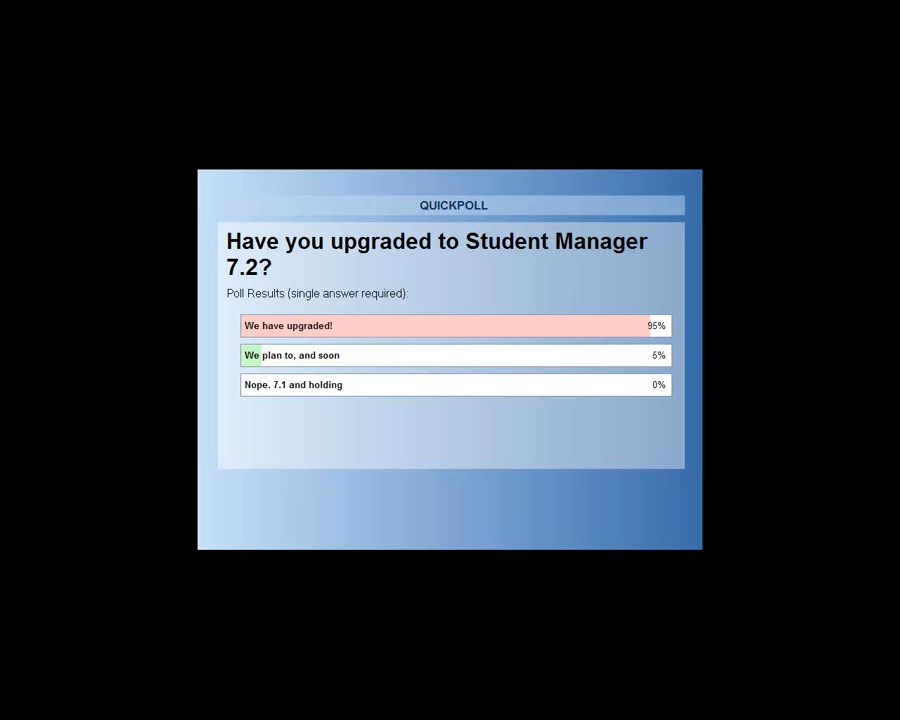 QUICKPOLL
Have you upgraded to Student Manager
7.2?
Poll Results (single answer required):
We have upgraded! 95%
We plan to, and soon 5%
Nope. 7.1 and holding 0%